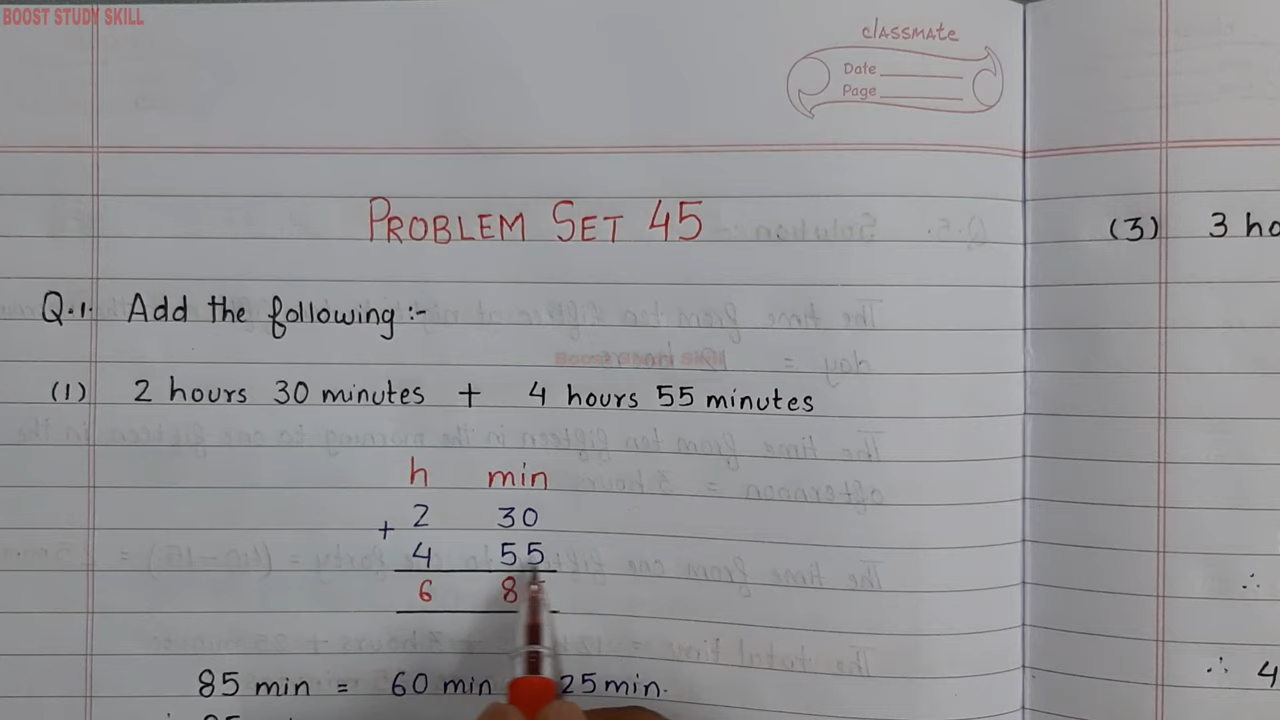 BOOST STUDY SKILL
classmate
Date
Page
PROBLEM SET 45
(3) 3 ho
Q.1. Add the following :-
(1) 2 hours 30 minutes + 4 hours 55 minutes
h min
2 30
+ 4 55
6 8
∴
85 min = 60 min 25 min.
∴ 4